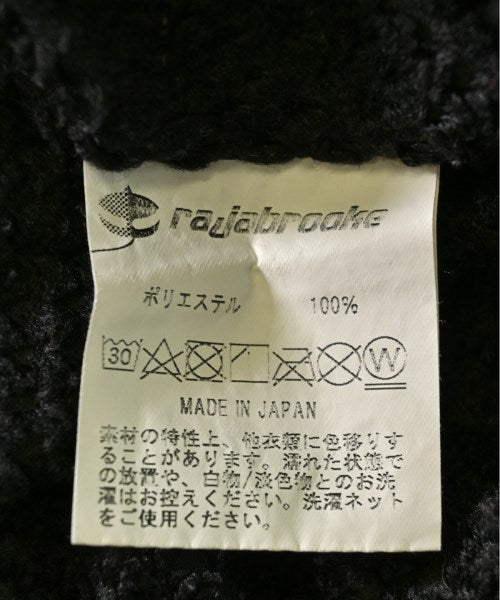 rajabrooke
ポリエステル 100%
30
W
MADE IN JAPAN
素材の特性上、他衣類に色移りす
ることがあります。濡れた状態で
の放置や、白物/淡色物とのお洗
濯はお控えください。洗濯ネット
をご使用ください。